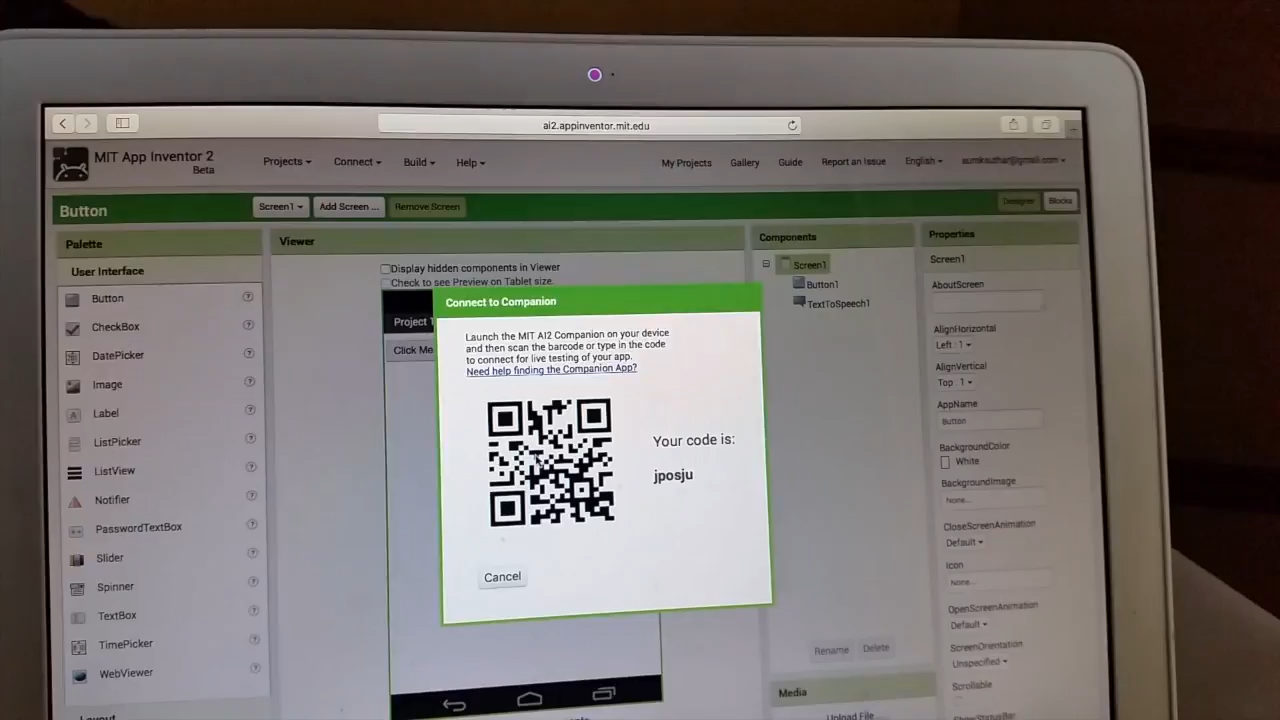 ai2.appinventor.mit.edu
MIT App Inventor 2
Beta
Projects
Connect
Build
Help
My Projects
Gallery
Guide
Report an Issue
English
Button
Screen1
Add Screen ...
Remove Screen
Designer
Blocks
Palette
User Interface
Button
CheckBox
DatePicker
Image
Label
ListPicker
ListView
Notifier
PasswordTextBox
Slider
Spinner
TextBox
TimePicker
WebViewer
Layout
Viewer
Display hidden components in Viewer
Check to see Preview on Tablet size.
Project 1
Click Me
Connect to Companion
Launch the MIT AI2 Companion on your device
and then scan the barcode or type in the code
to connect for live testing of your app.
Need help finding the Companion App?
Your code is:
jposju
Cancel
Components
Screen1
Button1
TextToSpeech1
Rename
Delete
Media
Upload File
Properties
Screen1
AboutScreen
AlignHorizontal
Left : 1
AlignVertical
Top : 1
AppName
Button
BackgroundColor
White
BackgroundImage
None...
CloseScreenAnimation
Default
Icon
None...
OpenScreenAnimation
Default
ScreenOrientation
Unspecified
Scrollable
ShowStatusBar